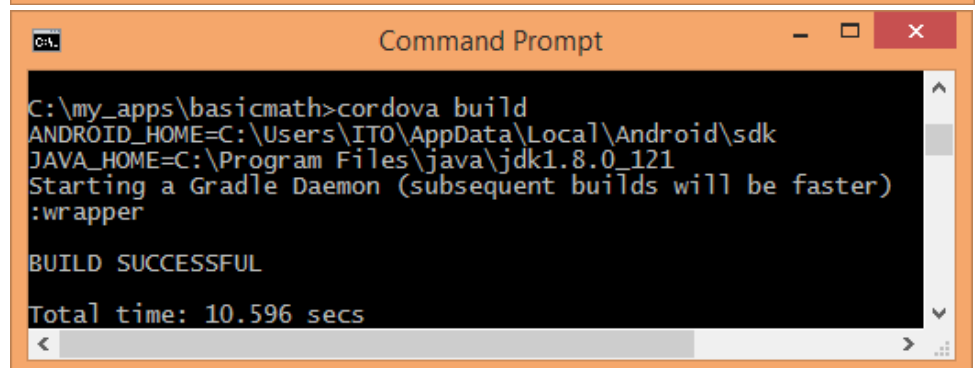 C:\.
Command Prompt
C:\my_apps\basicmath>cordova build
ANDROID_HOME=C:\Users\ITO\AppData\Local\Android\sdk
JAVA_HOME=C:\Program Files\java\jdk1.8.0_121
Starting a Gradle Daemon (subsequent builds will be faster)
:wrapper
BUILD SUCCESSFUL
Total time: 10.596 secs